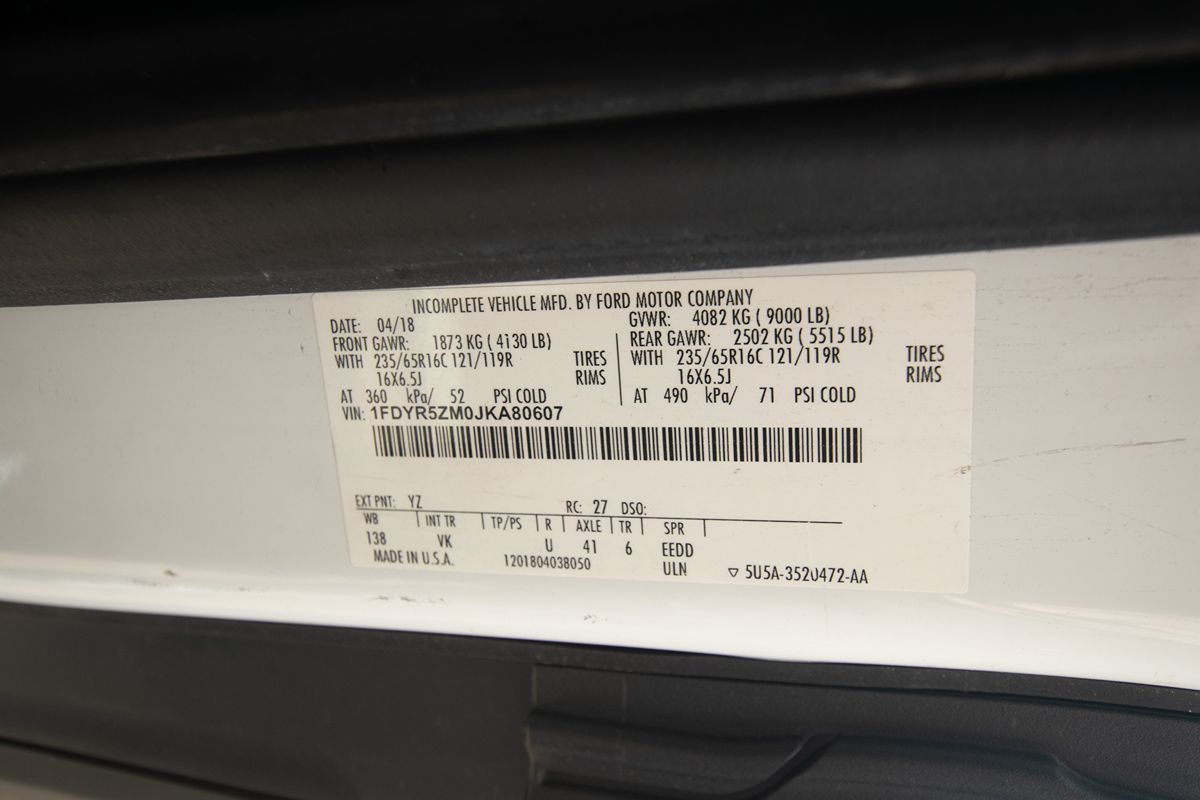 INCOMPLETE VEHICLE MFD. BY FORD MOTOR COMPANY
DATE: 04/18 GVWR: 4082 KG ( 9000 LB)
FRONT GAWR: 1873 KG ( 4130 LB) REAR GAWR: 2502 KG ( 5515 LB)
WITH 235/65R16C 121/119R TIRES WITH 235/65R16C 121/119R TIRES
16X6.5J RIMS 16X6.5J RIMS
AT 360 kPa/ 52 PSI COLD AT 490 kPa/ 71 PSI COLD
VIN: 1FDYR5ZM0JKA80607
EXT PNT: YZ RC: 27 DSO:
WB INT TR TP/PS R AXLE TR SPR
138 VK U 41 6 EEDD
MADE IN U.S.A. 1201804038050 ULN ▽ 5U5A-3520472-AA